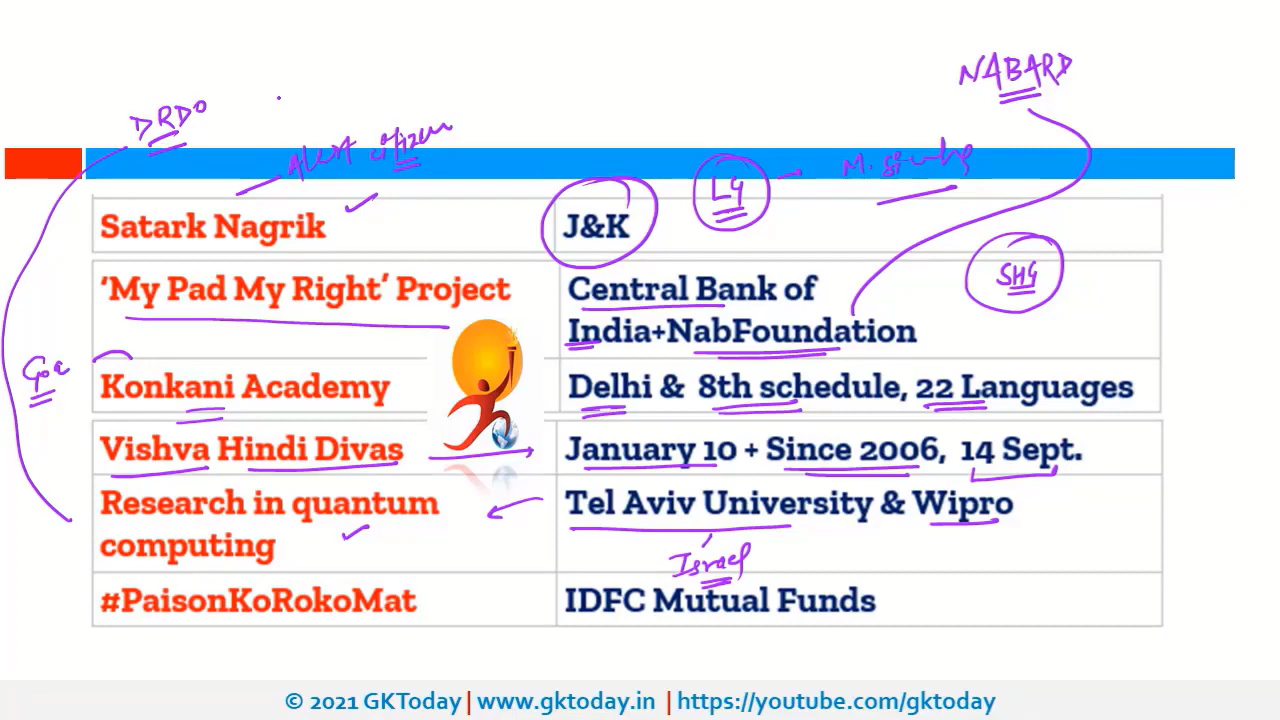 NABARD
DRDO
citizen
LG
Satark Nagrik
J&K
SHG
'My Pad My Right' Project
Central Bank of
India+NabFoundation
Goa
Konkani Academy
Delhi & 8th schedule, 22 Languages
Vishva Hindi Divas
January 10 + Since 2006, 14 Sept.
Research in quantum
computing
Tel Aviv University & Wipro
Israel
#PaisonKoRokoMat
IDFC Mutual Funds
© 2021 GKToday | www.gktoday.in | https://youtube.com/gktoday